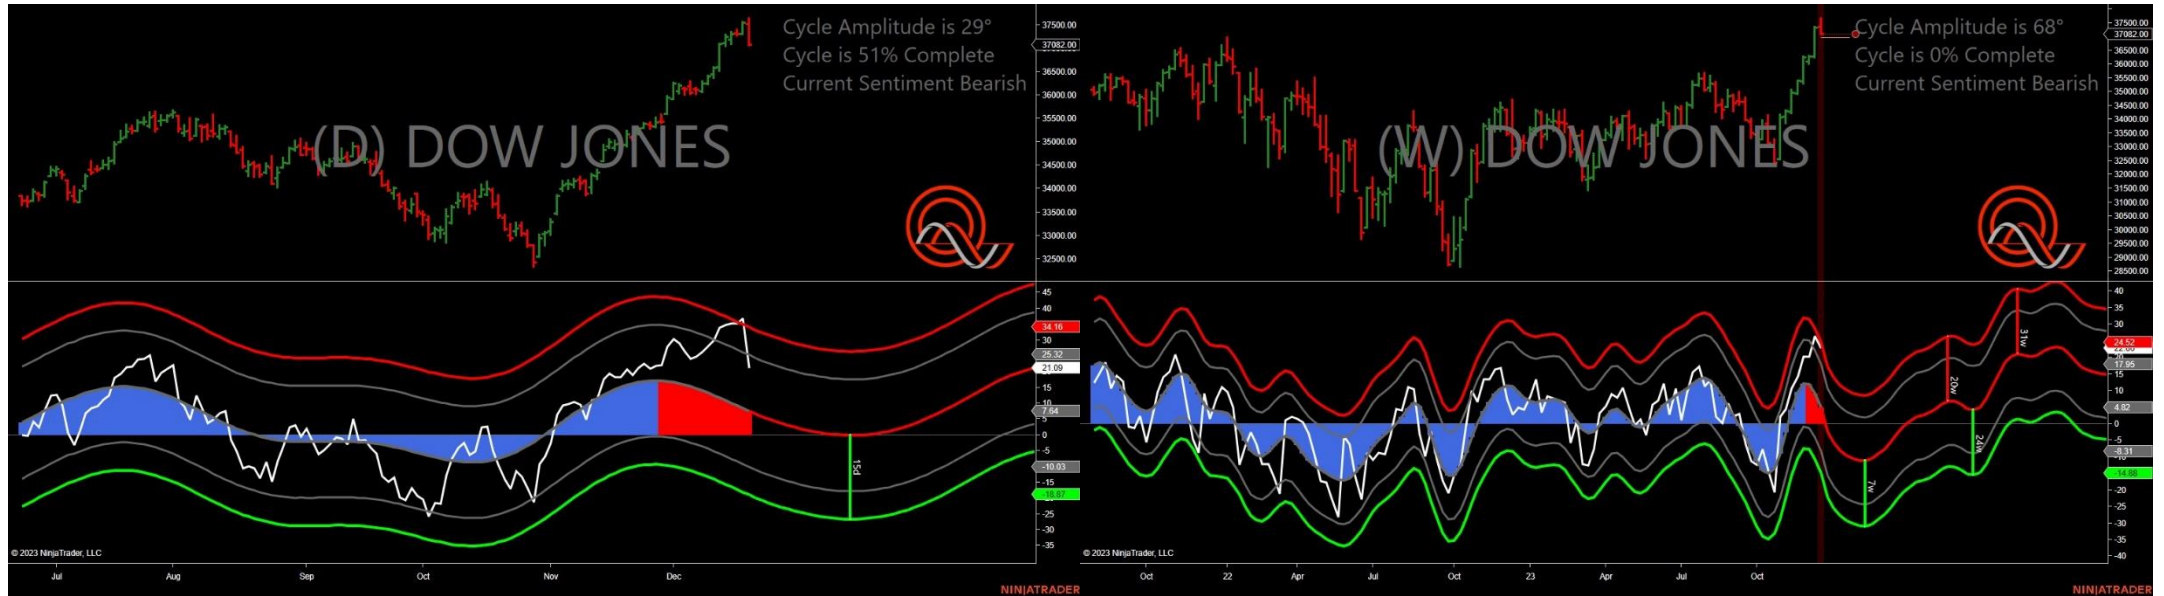 Cycle Amplitude is 29°
Cycle is 51% Complete
Current Sentiment Bearish
(D) DOW JONES
37500.00
37082.00
36500.00
36000.00
35500.00
35000.00
34500.00
34000.00
33500.00
33000.00
32500.00
45
40
34.16
30
25.32
21.09
15
10
7.64
5
0
-5
-10.03
-15
-18.87
-25
-30
-35
15d
© 2023 NinjaTrader, LLC
Jul
Aug
Sep
Oct
Nov
Dec
NINJATRADER
Cycle Amplitude is 68°
Cycle is 0% Complete
Current Sentiment Bearish
(W) DOW JONES
37500.00
37082.00
36500.00
36000.00
35000.00
34500.00
34000.00
33500.00
33000.00
32500.00
32000.00
31500.00
31000.00
30500.00
30000.00
29500.00
29000.00
28500.00
40
35
30
24.52
20
17.95
15
10
4.82
0
-5
-8.31
-14.88
-20
-25
-30
-35
-40
7w
20w
24w
31w
© 2023 NinjaTrader, LLC
Oct
22
Apr
Jul
Oct
23
Apr
Jul
Oct
NINJATRADER